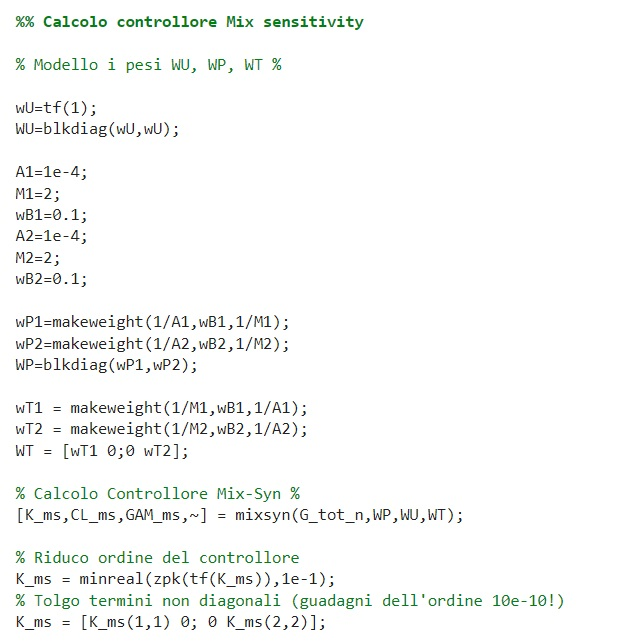 %% Calcolo controllore Mix sensitivity
% Modello i pesi WU, WP, WT %
wU=tf(1);
WU=blkdiag(wU,wU);
A1=1e-4;
M1=2;
wB1=0.1;
A2=1e-4;
M2=2;
wB2=0.1;
wP1=makeweight(1/A1,wB1,1/M1);
wP2=makeweight(1/A2,wB2,1/M2);
WP=blkdiag(wP1,wP2);
wT1 = makeweight(1/M1,wB1,1/A1);
wT2 = makeweight(1/M2,wB2,1/A2);
WT = [wT1 0;0 wT2];
% Calcolo Controllore Mix-Syn %
[K_ms,CL_ms,GAM_ms,~] = mixsyn(G_tot_n,WP,WU,WT);
% Riduco ordine del controllore
K_ms = minreal(zpk(tf(K_ms)),1e-1);
% Tolgo termini non diagonali (guadagni dell'ordine 10e-10!)
K_ms = [K_ms(1,1) 0; 0 K_ms(2,2)];